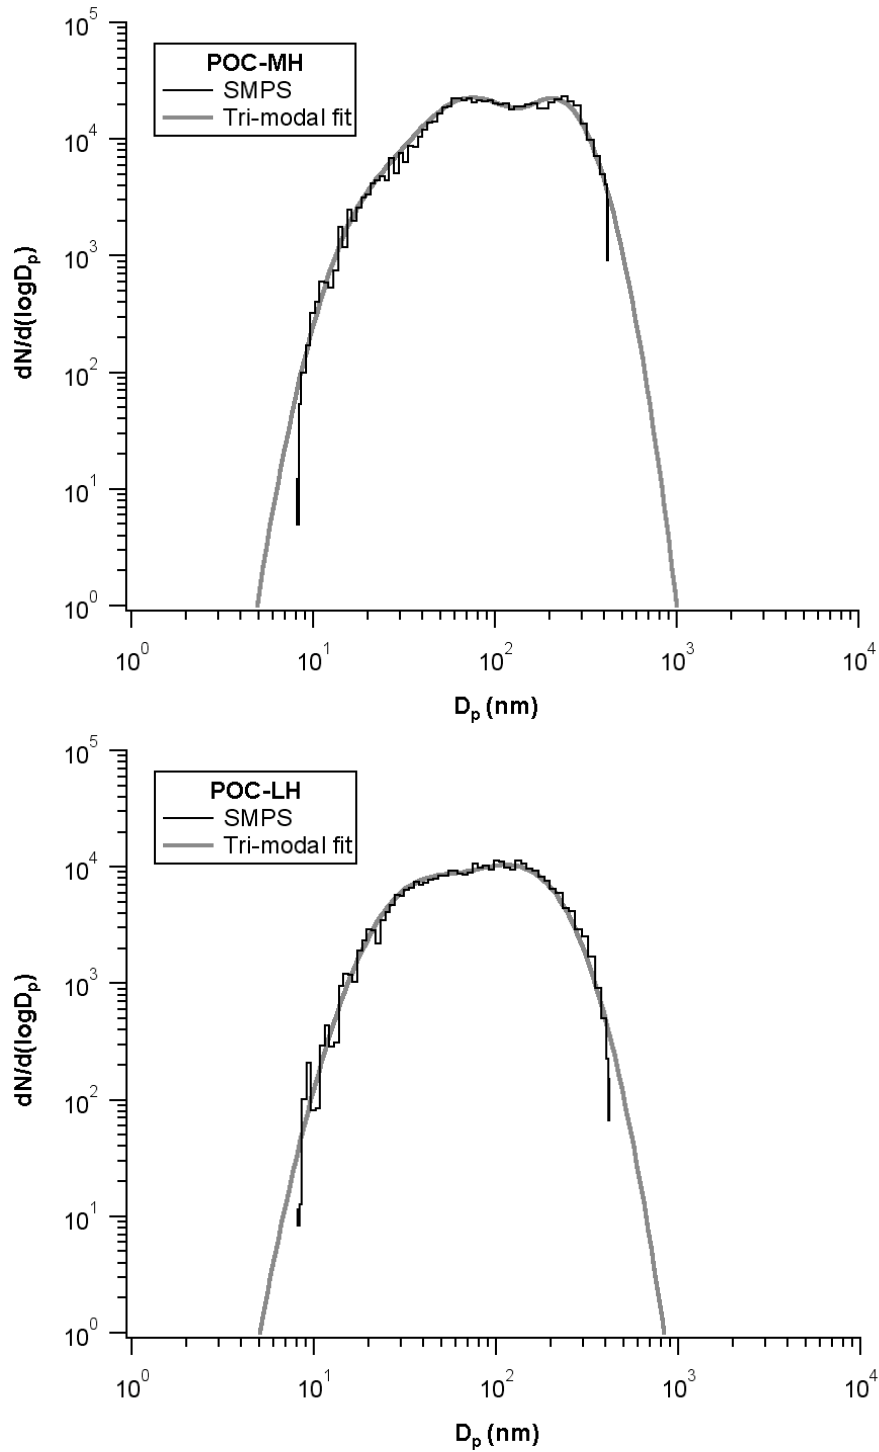 10^5
POC-MH
SMPS
Tri-modal fit
10^4
dN/d(logD_p)
10^3
10^2
10^1
10^0
10^0 10^1 10^2 10^3 10^4
D_p (nm)
10^5
POC-LH
SMPS
Tri-modal fit
10^4
dN/d(logD_p)
10^3
10^2
10^1
10^0
10^0 10^1 10^2 10^3 10^4
D_p (nm)